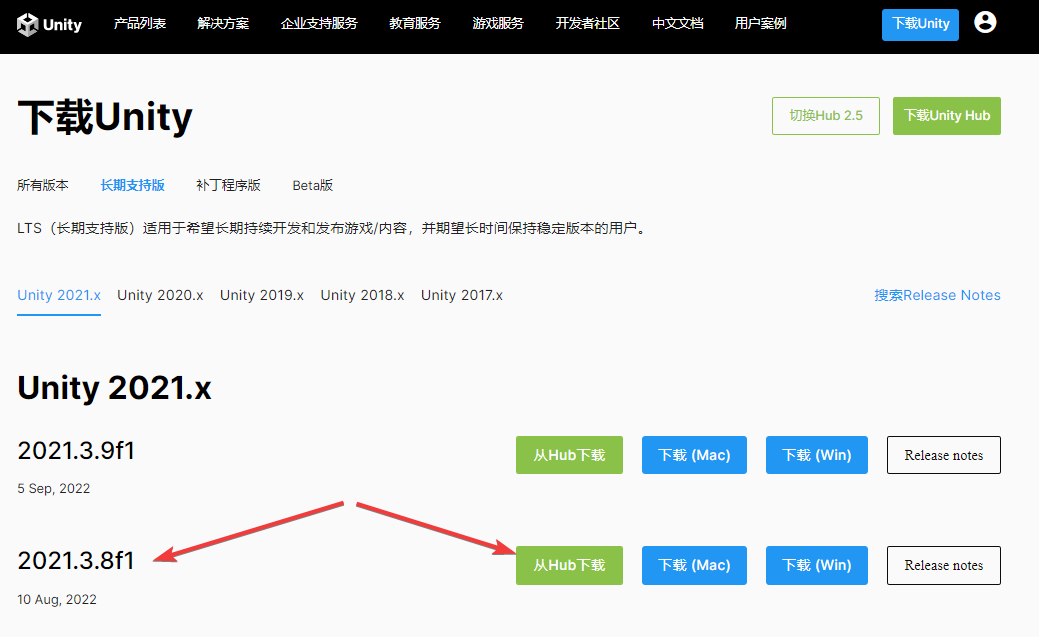 Unity 产品列表 解决方案 企业支持服务 教育服务 游戏服务 开发者社区 中文文档 用户案例 下载Unity
下载Unity 切换Hub 2.5 下载Unity Hub
所有版本 长期支持版 补丁程序版 Beta版
LTS（长期支持版）适用于希望长期持续开发和发布游戏/内容，并期望长时间保持稳定版本的用户。
Unity 2021.x Unity 2020.x Unity 2019.x Unity 2018.x Unity 2017.x 搜索Release Notes
Unity 2021.x
2021.3.9f1 从Hub下载 下载 (Mac) 下载 (Win) Release notes
5 Sep, 2022
2021.3.8f1 从Hub下载 下载 (Mac) 下载 (Win) Release notes
10 Aug, 2022